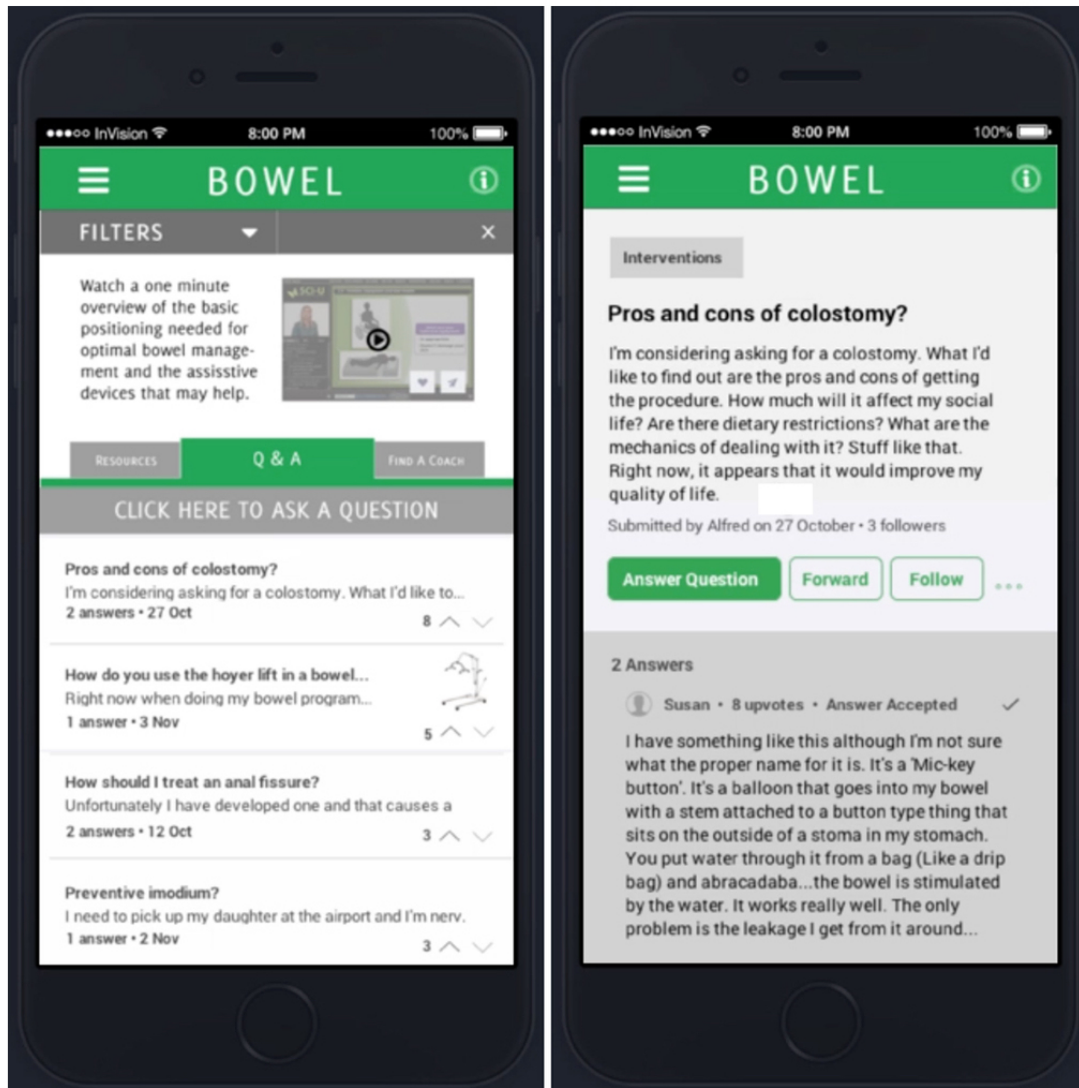 InVision
8:00 PM
100%
BOWEL
FILTERS
×
Watch a one minute
overview of the basic
positioning needed for
optimal bowel manage-
ment and the assisstive
devices that may help.
SCI-U
RESOURCES
Q & A
FIND A COACH
CLICK HERE TO ASK A QUESTION
Pros and cons of colostomy?
I'm considering asking for a colostomy. What I'd like to...
2 answers • 27 Oct
8
How do you use the hoyer lift in a bowel...
Right now when doing my bowel program...
1 answer • 3 Nov
5
How should I treat an anal fissure?
Unfortunately I have developed one and that causes a
2 answers • 12 Oct
3
Preventive imodium?
I need to pick up my daughter at the airport and I'm nerv.
1 answer • 2 Nov
3
InVision
8:00 PM
100%
BOWEL
Interventions
Pros and cons of colostomy?
I'm considering asking for a colostomy. What I'd
like to find out are the pros and cons of getting
the procedure. How much will it affect my social
life? Are there dietary restrictions? What are the
mechanics of dealing with it? Stuff like that.
Right now, it appears that it would improve my
quality of life.
Submitted by Alfred on 27 October • 3 followers
Answer Question
Forward
Follow
2 Answers
Susan • 8 upvotes • Answer Accepted
I have something like this although I'm not sure
what the proper name for it is. It's a 'Mic-key
button'. It's a balloon that goes into my bowel
with a stem attached to a button type thing that
sits on the outside of a stoma in my stomach.
You put water through it from a bag (Like a drip
bag) and abracadaba...the bowel is stimulated
by the water. It works really well. The only
problem is the leakage I get from it around...